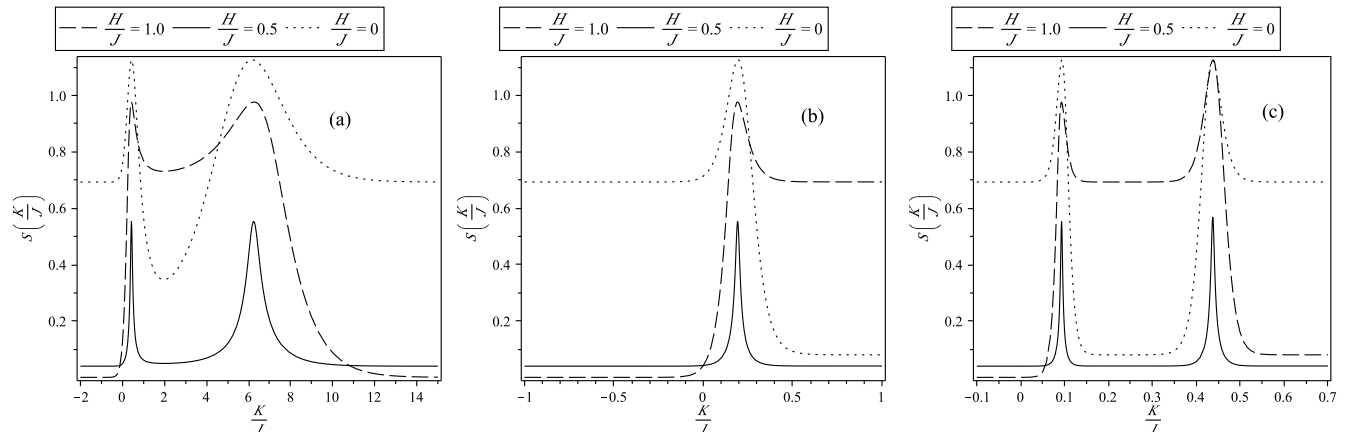 H/J = 1.0 H/J = 0.5 H/J = 0
(a)
S(K/J)
1.0
0.8
0.6
0.4
0.2
−2 0 2 4 6 8 10 12 14
K
H/J = 1.0 H/J = 0.5 H/J = 0
(b)
S(K/J)
1.0
0.8
0.6
0.4
0.2
−1 −0.5 0 0.5 1
K
H/J = 1.0 H/J = 0.5 H/J = 0
(c)
S(K/J)
1.0
0.8
0.6
0.4
0.2
−0.1 0 0.1 0.2 0.3 0.4 0.5 0.6 0.7
K